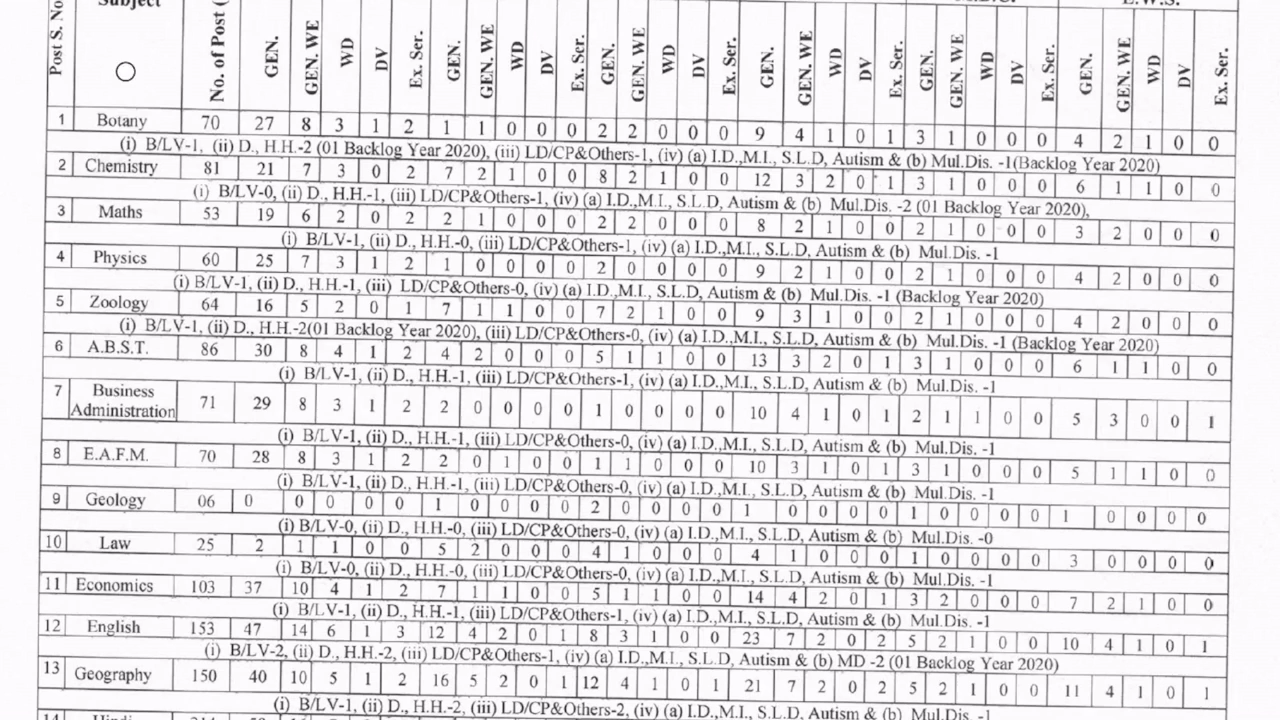 Subject E.W.S.
Post S. No. No. of Post ( GEN. GEN. WE WD DV Ex. Ser. GEN. GEN. WE WD DV Ex. Ser. GEN. GEN. WE WD DV Ex. Ser. GEN. GEN. WE WD DV Ex. Ser. GEN. GEN. WE WD DV Ex. Ser. GEN. GEN. WE WD DV Ex. Ser.
1 Botany 70 27 8 3 1 2 1 1 0 0 0 2 2 0 0 0 9 4 1 0 1 3 1 0 0 0 4 2 1 0 0
(i) B/LV-1, (ii) D., H.H.-2 (01 Backlog Year 2020), (iii) LD/CP&Others-1, (iv) (a) I.D.,M.I., S.L.D, Autism & (b) Mul.Dis. -1(Backlog Year 2020)
2 Chemistry 81 21 7 3 0 2 7 2 1 0 0 8 2 1 0 0 12 3 2 0 1 3 1 0 0 0 6 1 1 0 0
(i) B/LV-0, (ii) D., H.H.-1, (iii) LD/CP&Others-1, (iv) (a) I.D.,M.I., S.L.D, Autism & (b) Mul.Dis. -2 (01 Backlog Year 2020),
3 Maths 53 19 6 2 0 2 2 1 0 0 0 2 2 0 0 0 8 2 1 0 0 2 1 0 0 0 3 2 0 0 0
(i) B/LV-1, (ii) D., H.H.-0, (iii) LD/CP&Others-1, (iv) (a) I.D.,M.I., S.L.D, Autism & (b) Mul.Dis. -1
4 Physics 60 25 7 3 1 2 1 0 0 0 0 2 0 0 0 0 9 2 1 0 0 2 1 0 0 0 4 2 0 0 0
(i) B/LV-1, (ii) D., H.H.-1, (iii) LD/CP&Others-0, (iv) (a) I.D.,M.I., S.L.D, Autism & (b) Mul.Dis. -1 (Backlog Year 2020)
5 Zoology 64 16 5 2 0 1 7 1 1 0 0 7 2 1 0 0 9 3 1 0 0 2 1 0 0 0 4 2 0 0 0
(i) B/LV-1, (ii) D., H.H.-2(01 Backlog Year 2020), (iii) LD/CP&Others-0, (iv) (a) I.D.,M.I., S.L.D, Autism & (b) Mul.Dis. -1 (Backlog Year 2020)
6 A.B.S.T. 86 30 8 4 1 2 4 2 0 0 0 5 1 1 0 0 13 3 2 0 1 3 1 0 0 0 6 1 1 0 0
(i) B/LV-1, (ii) D., H.H.-1, (iii) LD/CP&Others-1, (iv) (a) I.D.,M.I., S.L.D, Autism & (b) Mul.Dis. -1
7 Business Administration 71 29 8 3 1 2 2 0 0 0 0 1 0 0 0 0 10 4 1 0 1 2 1 1 0 0 5 3 0 0 1
(i) B/LV-1, (ii) D., H.H.-1, (iii) LD/CP&Others-0, (iv) (a) I.D.,M.I., S.L.D, Autism & (b) Mul.Dis. -1
8 E.A.F.M. 70 28 8 3 1 2 2 0 1 0 0 1 1 0 0 0 10 3 1 0 1 3 1 0 0 0 5 1 1 0 0
(i) B/LV-1, (ii) D., H.H.-1, (iii) LD/CP&Others-0, (iv) (a) I.D.,M.I., S.L.D, Autism & (b) Mul.Dis. -1
9 Geology 06 0 0 0 0 0 1 0 0 0 0 2 0 0 0 0 1 0 0 0 0 1 0 0 0 0 1 0 0 0 0
(i) B/LV-0, (ii) D., H.H.-0, (iii) LD/CP&Others-0, (iv) (a) I.D.,M.I., S.L.D, Autism & (b) Mul.Dis. -0
10 Law 25 2 1 1 0 0 5 2 0 0 0 4 1 0 0 0 4 1 0 0 0 1 0 0 0 0 3 0 0 0 0
(i) B/LV-0, (ii) D., H.H.-0, (iii) LD/CP&Others-0, (iv) (a) I.D.,M.I., S.L.D, Autism & (b) Mul.Dis. -1
11 Economics 103 37 10 4 1 2 7 1 1 0 0 5 1 1 0 0 14 4 2 0 1 3 2 0 0 0 7 2 1 0 0
(i) B/LV-1, (ii) D., H.H.-1, (iii) LD/CP&Others-1, (iv) (a) I.D.,M.I., S.L.D, Autism & (b) Mul.Dis. -1
12 English 153 47 14 6 1 3 12 4 2 0 1 8 3 1 0 0 23 7 2 0 2 5 2 1 0 0 10 4 1 0 1
(i) B/LV-2, (ii) D., H.H.-2, (iii) LD/CP&Others-1, (iv) (a) I.D.,M.I., S.L.D, Autism & (b) MD -2 (01 Backlog Year 2020)
13 Geography 150 40 10 5 1 2 16 5 2 0 1 12 4 1 0 1 21 7 2 0 2 5 2 1 0 0 11 4 1 0 1
(i) B/LV-1, (ii) D., H.H.-2, (iii) LD/CP&Others-2, (iv) (a) I.D.,M.I., S.L.D, Autism & (b) Mul.Dis. -1
14 Hindi